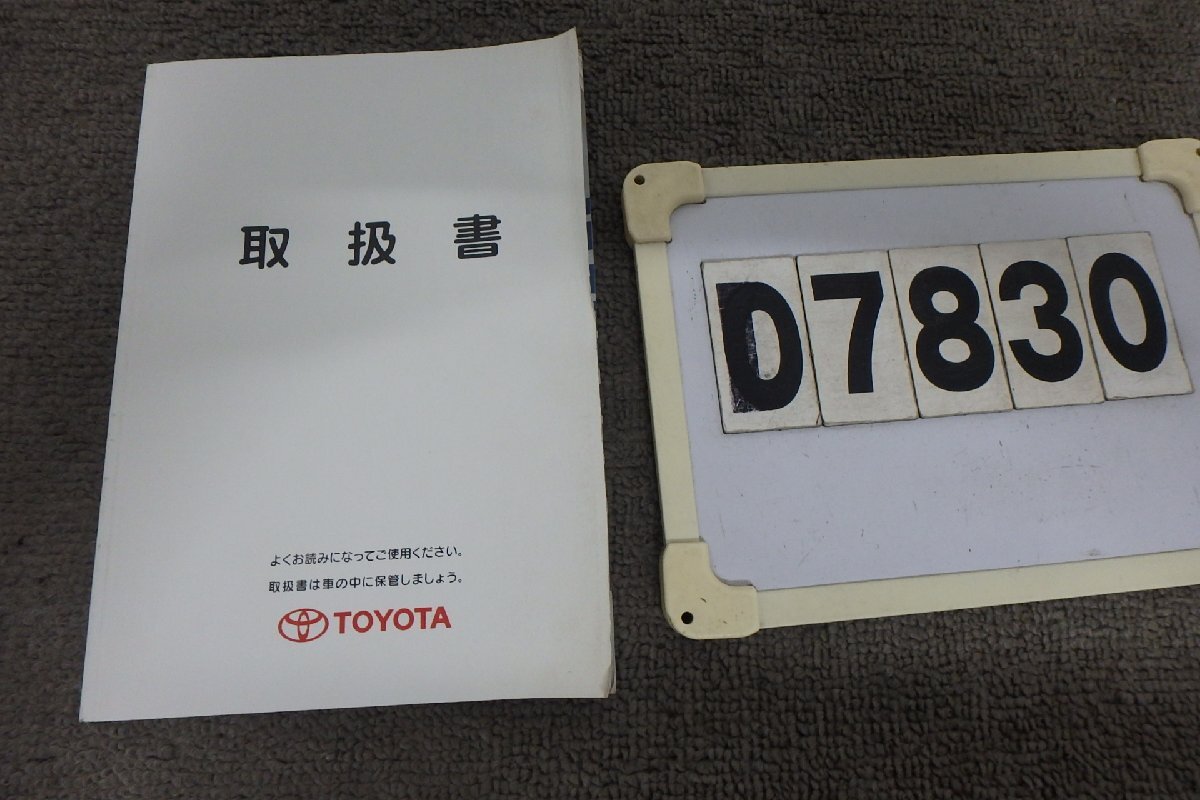 取扱書
よくお読みになってご使用ください。
取扱書は車の中に保管しましょう。
TOYOTA
D7830